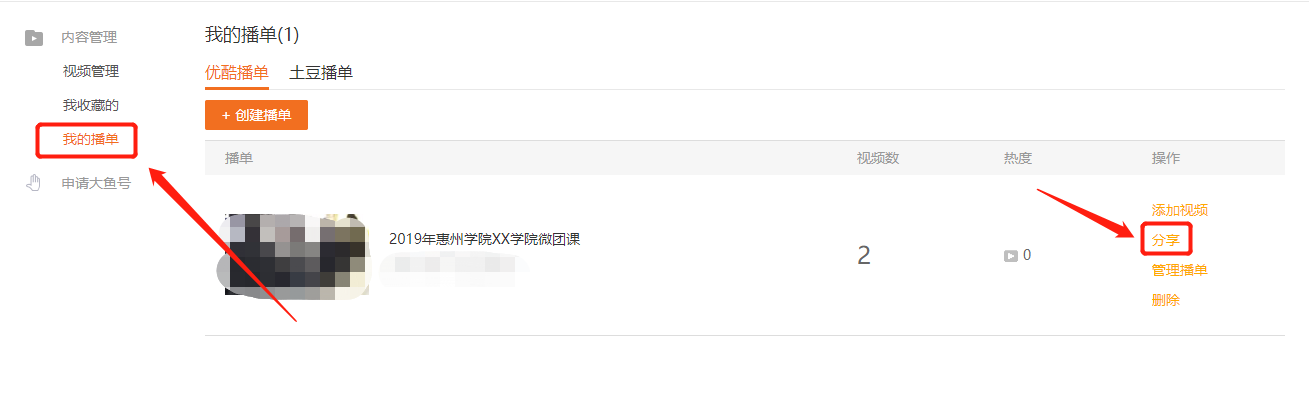 内容管理
视频管理
我收藏的
我的播单
申请大鱼号
我的播单(1)
优酷播单 土豆播单
+ 创建播单
播单 视频数 热度 操作
2019年惠州学院XX学院微团课
2
0
添加视频
分享
管理播单
删除